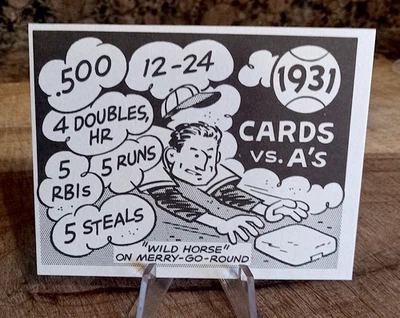 .500
12-24
1931
4 DOUBLES,
HR
CARDS
VS. A'S
5
RBIs
5 RUNS
5 STEALS
"WILD HORSE"
ON MERRY-GO-ROUND